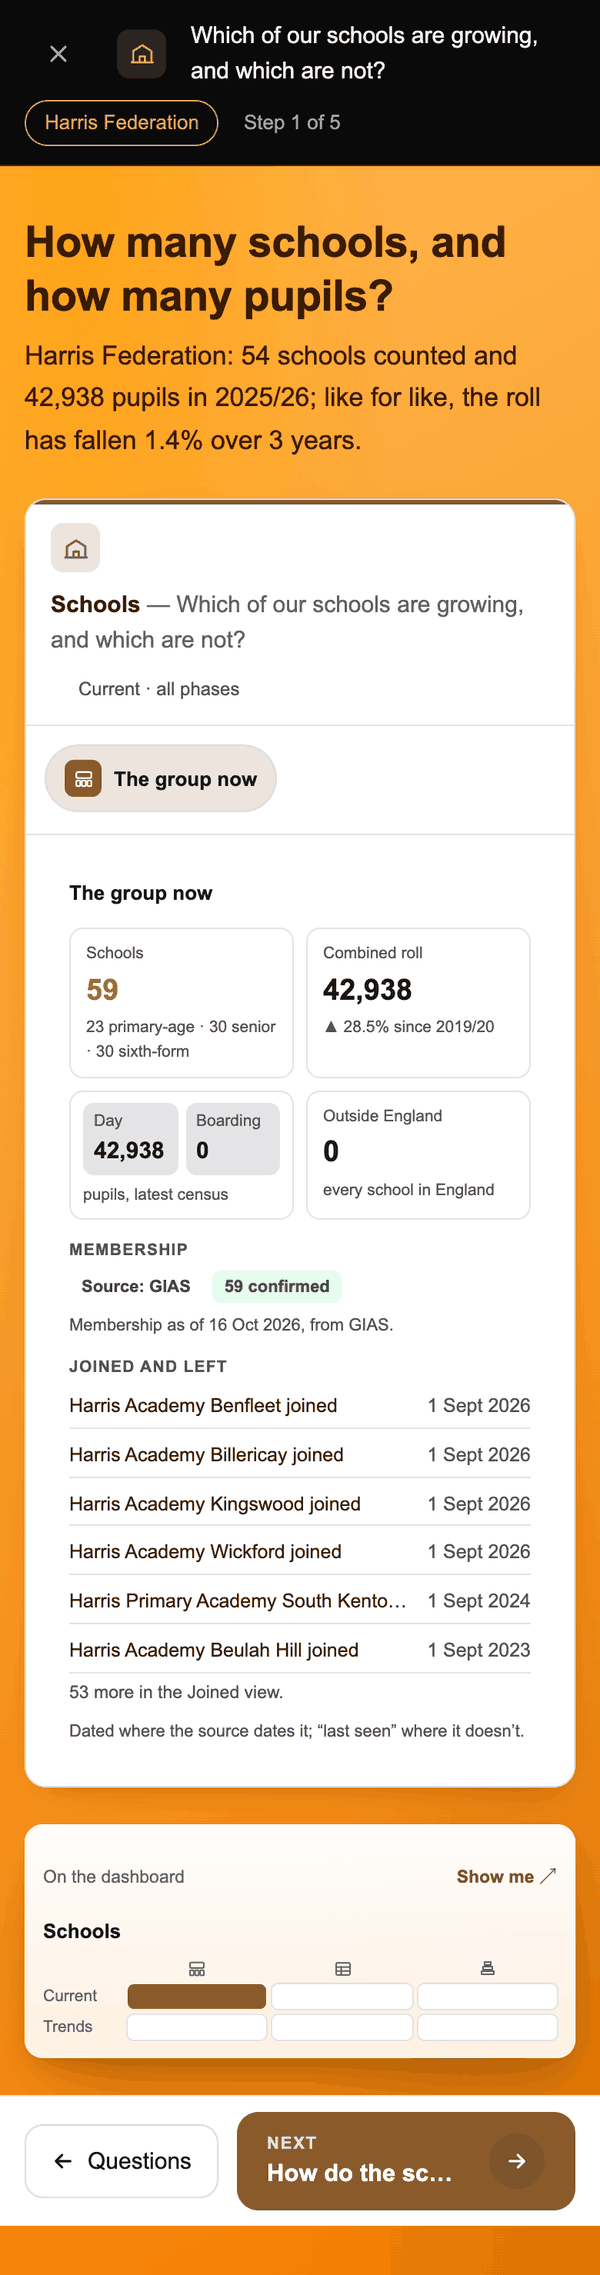 Which of our schools are growing,
and which are not?
Harris Federation
Step 1 of 5
How many schools, and
how many pupils?
Harris Federation: 54 schools counted and
42,938 pupils in 2025/26; like for like, the roll
has fallen 1.4% over 3 years.
Schools — Which of our schools are growing,
and which are not?
Current · all phases
The group now
The group now
Schools
59
23 primary-age · 30 senior
· 30 sixth-form
Combined roll
42,938
▲ 28.5% since 2019/20
Day
42,938
Boarding
0
pupils, latest census
Outside England
0
every school in England
MEMBERSHIP
Source: GIAS
59 confirmed
Membership as of 16 Oct 2026, from GIAS.
JOINED AND LEFT
Harris Academy Benfleet joined 1 Sept 2026
Harris Academy Billericay joined 1 Sept 2026
Harris Academy Kingswood joined 1 Sept 2026
Harris Academy Wickford joined 1 Sept 2026
Harris Primary Academy South Kento… 1 Sept 2024
Harris Academy Beulah Hill joined 1 Sept 2023
53 more in the Joined view.
Dated where the source dates it; “last seen” where it doesn’t.
On the dashboard
Show me ↗
Schools
Current
Trends
← Questions
NEXT
How do the sc… →